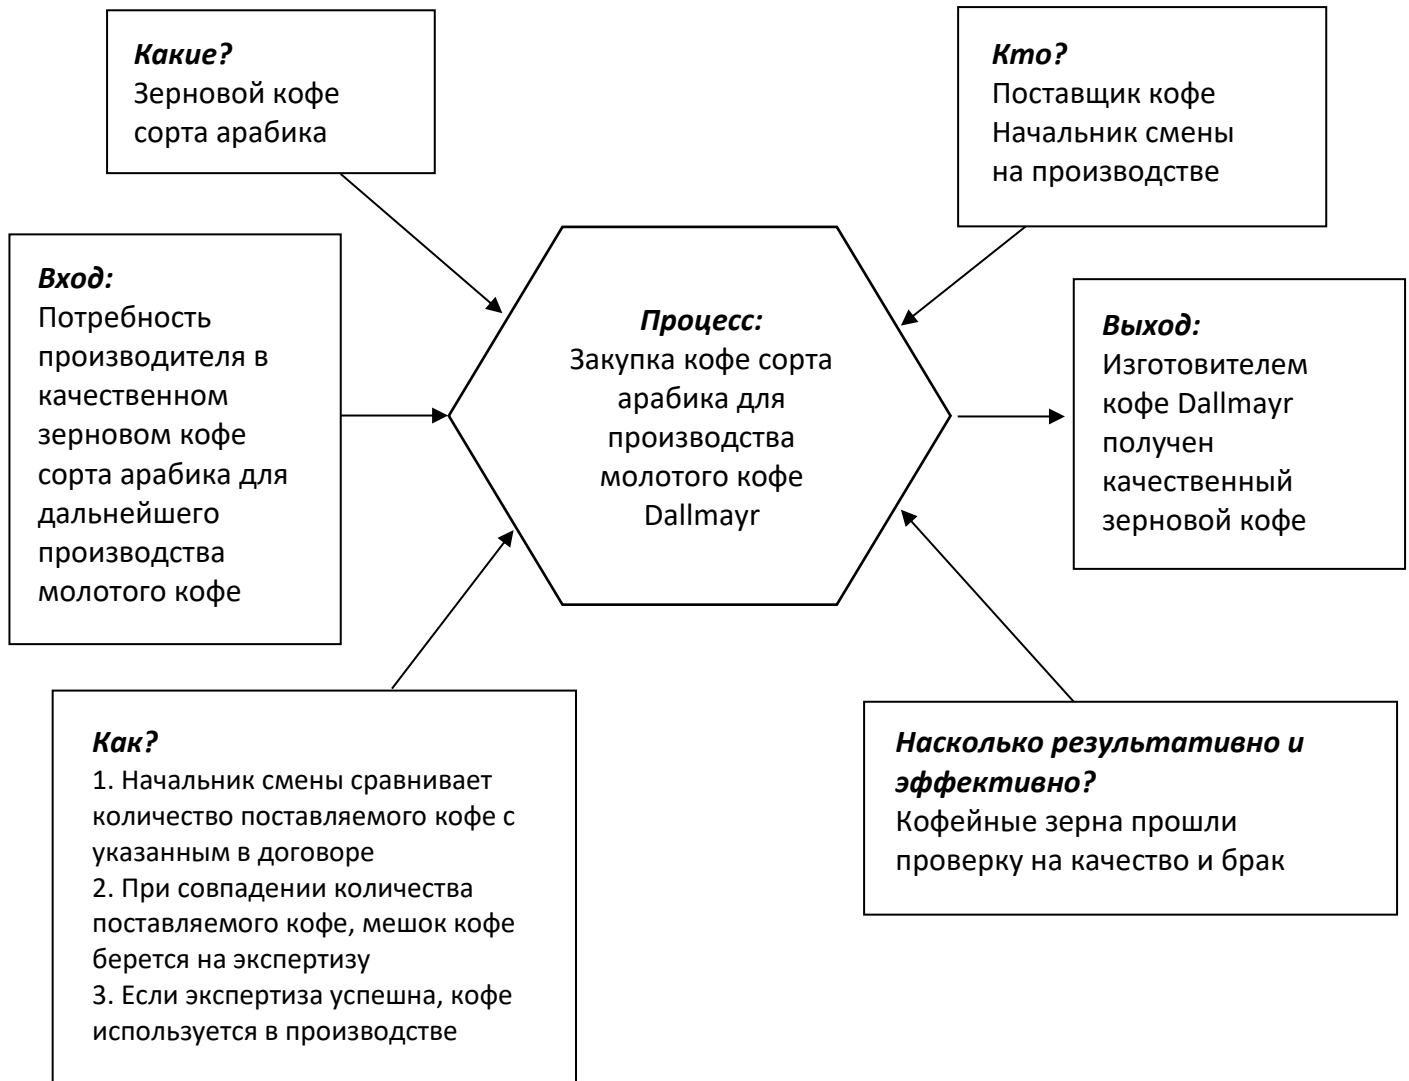 Какие?
Зерновой кофе
сорта арабика
Кто?
Поставщик кофе
Начальник смены
на производстве
Вход:
Потребность
производителя в
качественном
зерновом кофе
сорта арабика для
дальнейшего
производства
молотого кофе
Процесс:
Закупка кофе сорта
арабика для
производства
молотого кофе
Dallmayr
Выход:
Изготовителем
кофе Dallmayr
получен
качественный
зерновой кофе
Как?
1. Начальник смены сравнивает
количество поставляемого кофе с
указанным в договоре
2. При совпадении количества
поставляемого кофе, мешок кофе
берется на экспертизу
3. Если экспертиза успешна, кофе
используется в производстве
Насколько результативно и
эффективно?
Кофейные зерна прошли
проверку на качество и брак